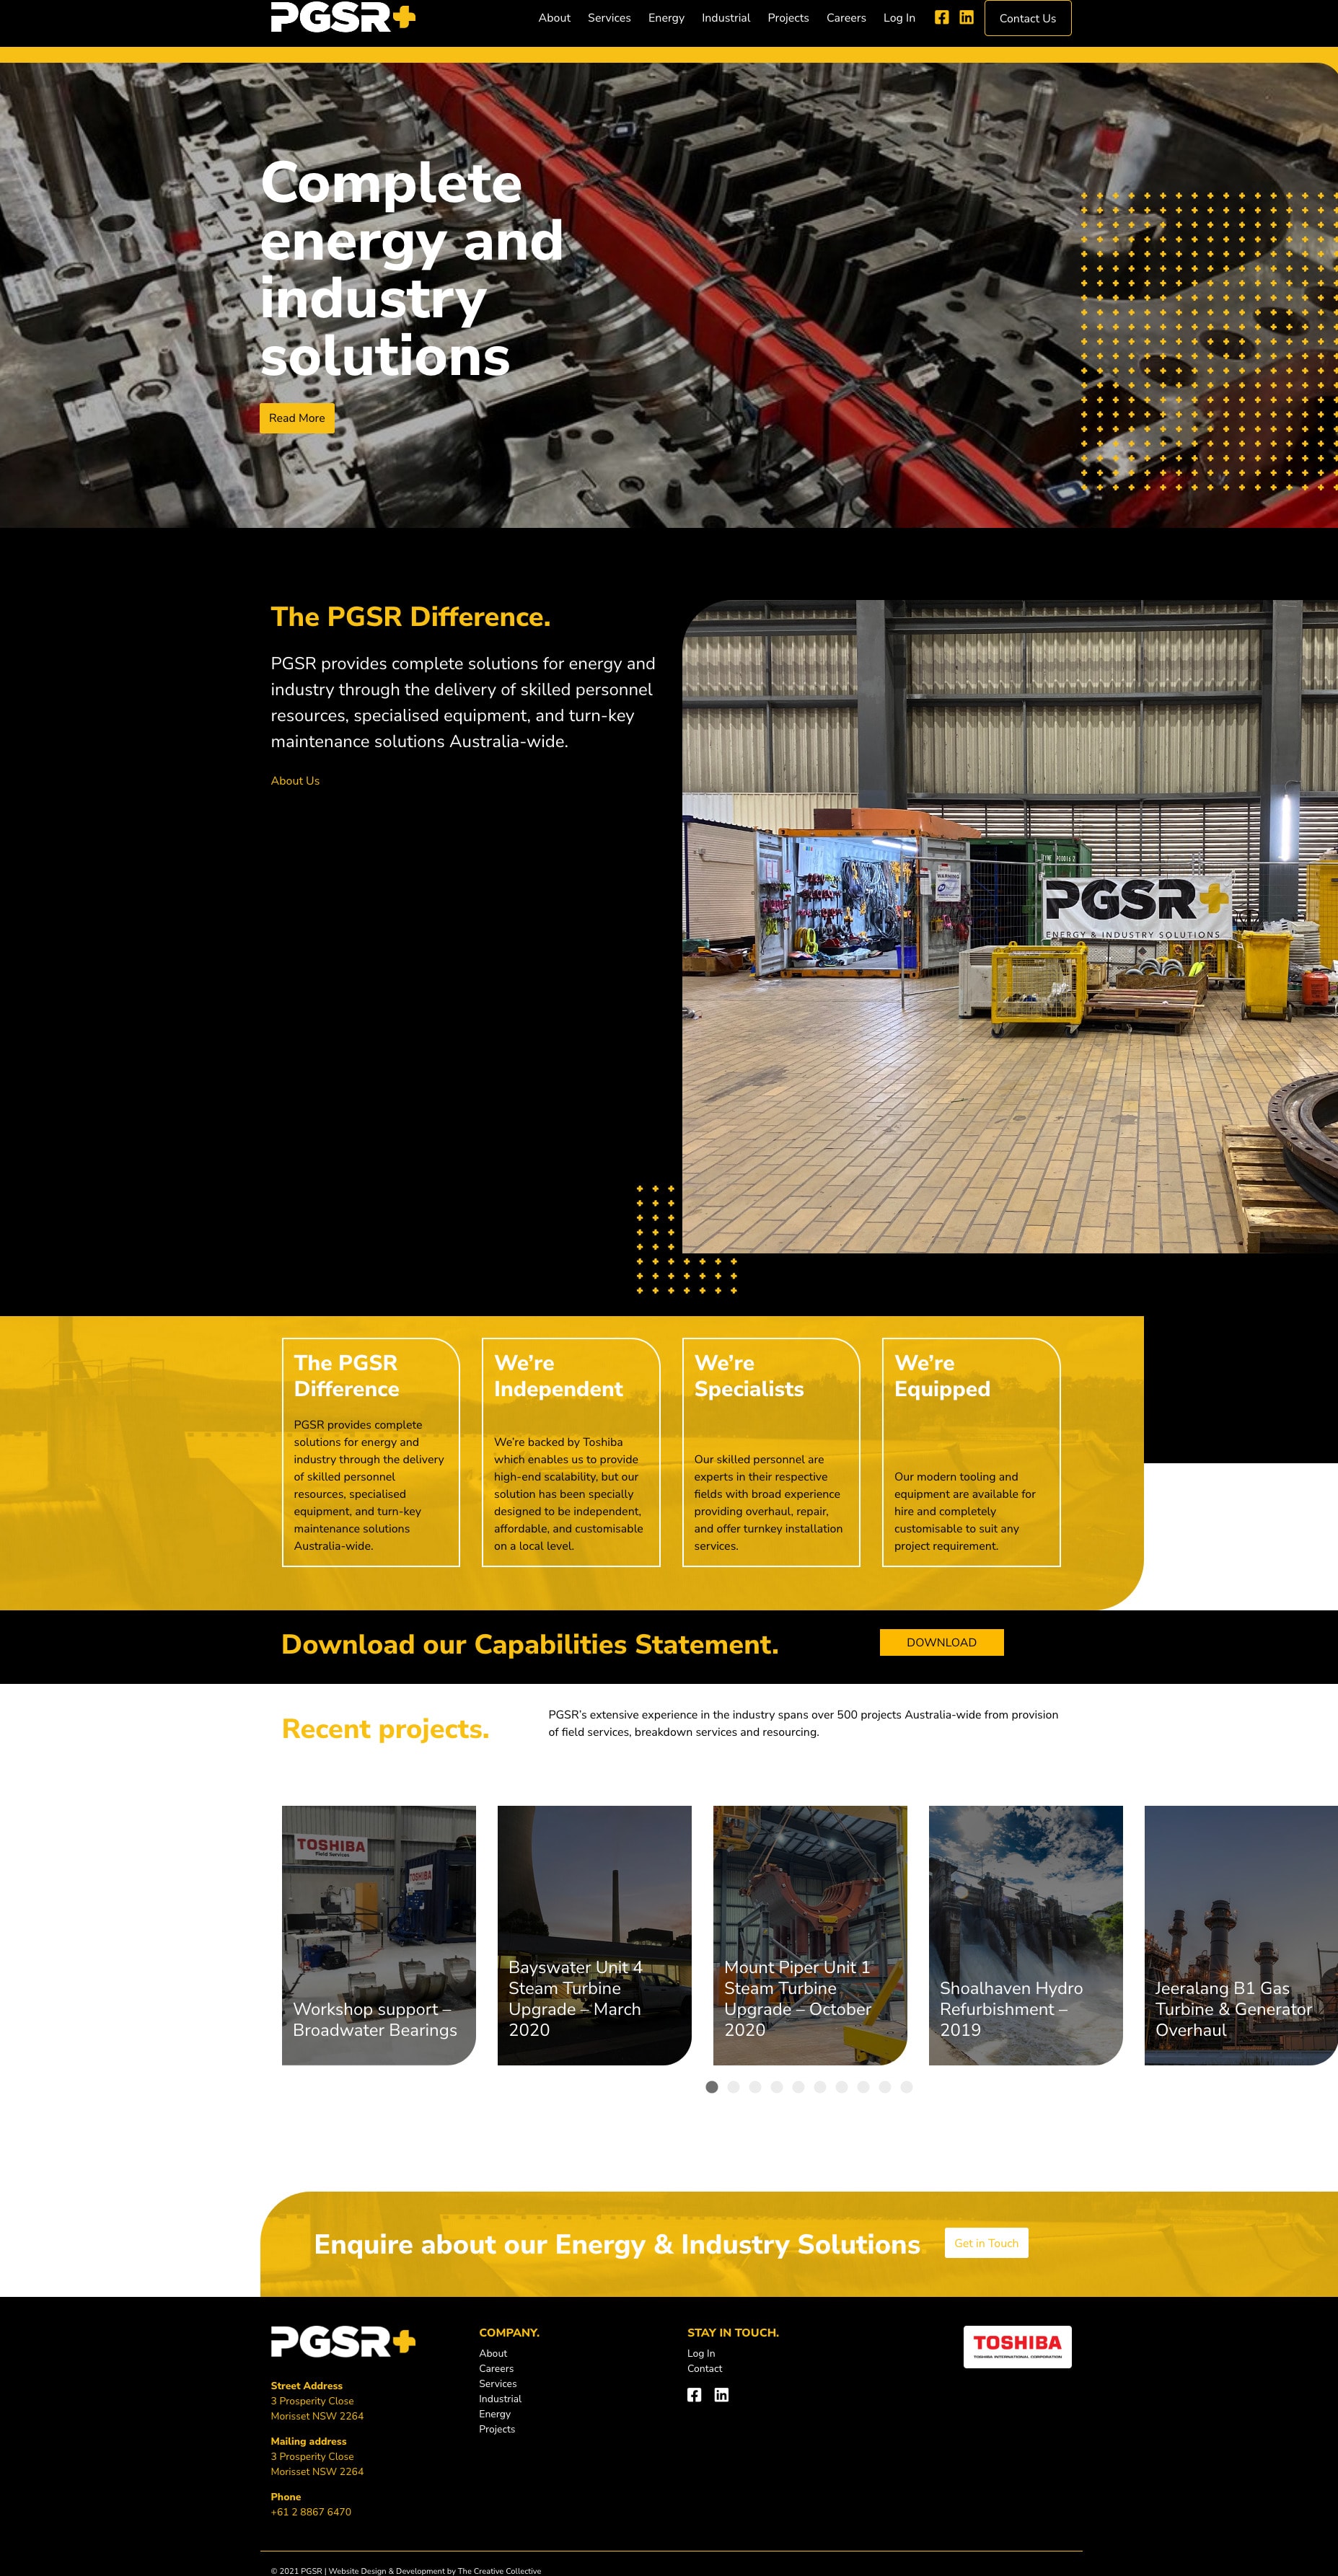 PGSR+
About Services Energy Industrial Projects Careers Log In Contact Us
Complete
energy and
industry
solutions
Read More
The PGSR Difference.
PGSR provides complete solutions for energy and
industry through the delivery of skilled personnel
resources, specialised equipment, and turn-key
maintenance solutions Australia-wide.
About Us
WARNING
PGSR+
ENERGY & INDUSTRY SOLUTIONS
The PGSR
Difference
PGSR provides complete
solutions for energy and
industry through the delivery
of skilled personnel
resources, specialised
equipment, and turn-key
maintenance solutions
Australia-wide.
We’re
Independent
We’re backed by Toshiba
which enables us to provide
high-end scalability, but our
solution has been specially
designed to be independent,
affordable, and customisable
on a local level.
We’re
Specialists
Our skilled personnel are
experts in their respective
fields with broad experience
providing overhaul, repair,
and offer turnkey installation
services.
We’re
Equipped
Our modern tooling and
equipment are available for
hire and completely
customisable to suit any
project requirement.
Download our Capabilities Statement.
DOWNLOAD
Recent projects.
PGSR’s extensive experience in the industry spans over 500 projects Australia-wide from provision
of field services, breakdown services and resourcing.
TOSHIBA
Field Services
TOSHIBA
Workshop support –
Broadwater Bearings
Bayswater Unit 4
Steam Turbine
Upgrade – March
2020
Mount Piper Unit 1
Steam Turbine
Upgrade – October
2020
Shoalhaven Hydro
Refurbishment –
2019
Jeeralang B1 Gas
Turbine & Generator
Overhaul
Enquire about our Energy & Industry Solutions.
Get in Touch
PGSR+
Street Address
3 Prosperity Close
Morisset NSW 2264
Mailing address
3 Prosperity Close
Morisset NSW 2264
Phone
+61 2 8867 6470
COMPANY.
About
Careers
Services
Industrial
Energy
Projects
STAY IN TOUCH.
Log In
Contact
TOSHIBA
TOSHIBA INTERNATIONAL CORPORATION
© 2021 PGSR | Website Design & Development by The Creative Collective